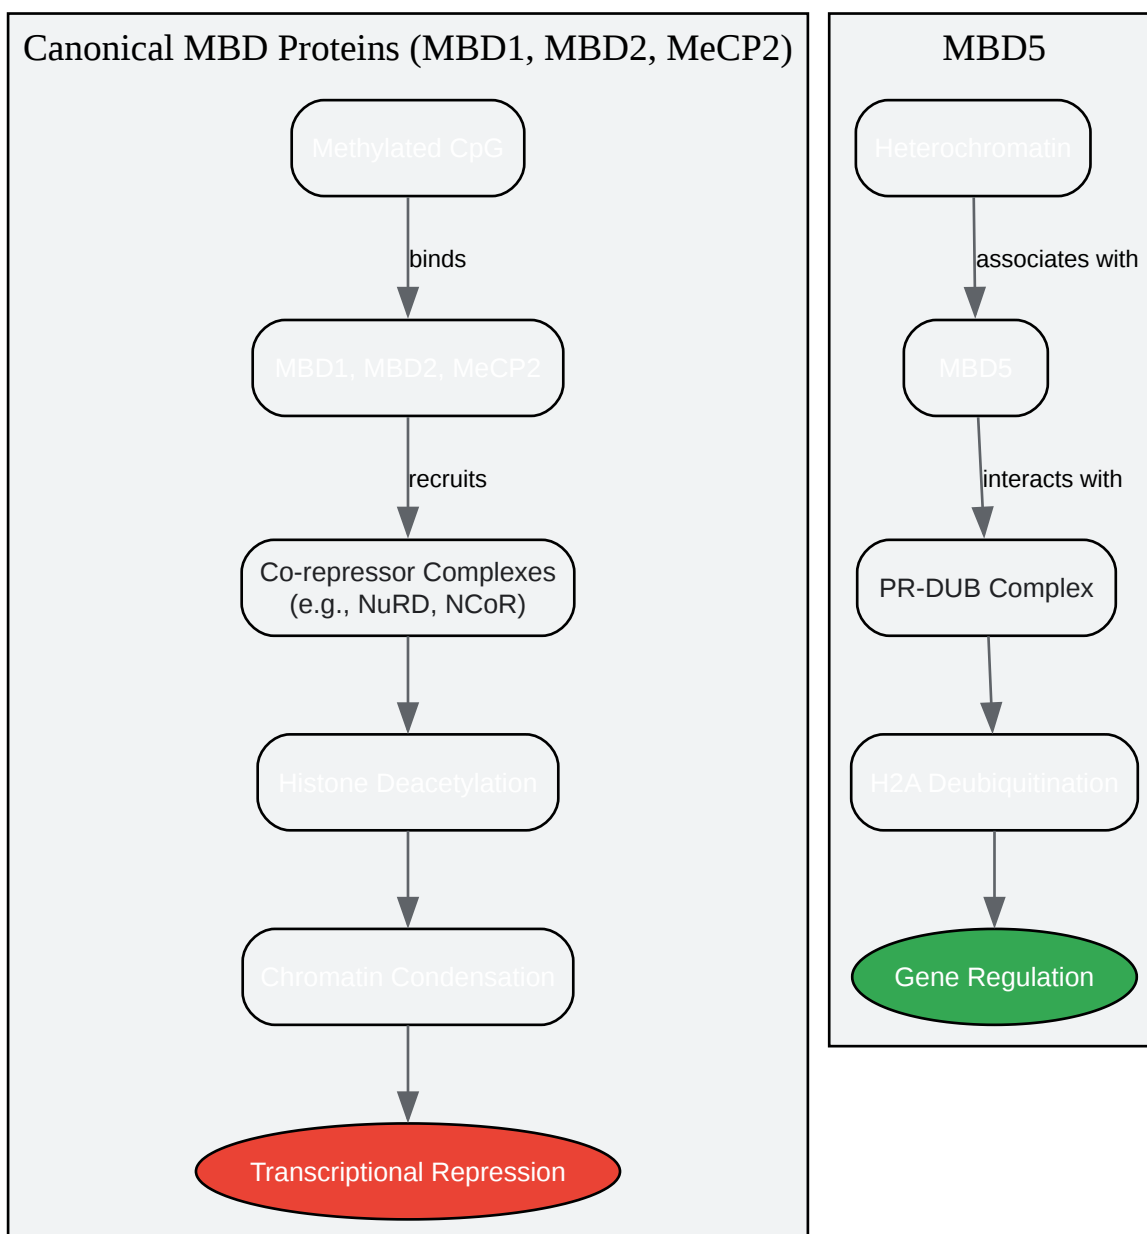 Canonical MBD Proteins (MBD1, MBD2, MeCP2)
Methylated CpG
binds
MBD1, MBD2, MeCP2
recruits
Co-repressor Complexes
(e.g., NuRD, NCoR)
Histone Deacetylation
Chromatin Condensation
Transcriptional Repression
MBD5
Heterochromatin
associates with
MBD5
interacts with
PR-DUB Complex
H2A Deubiquitination
Gene Regulation